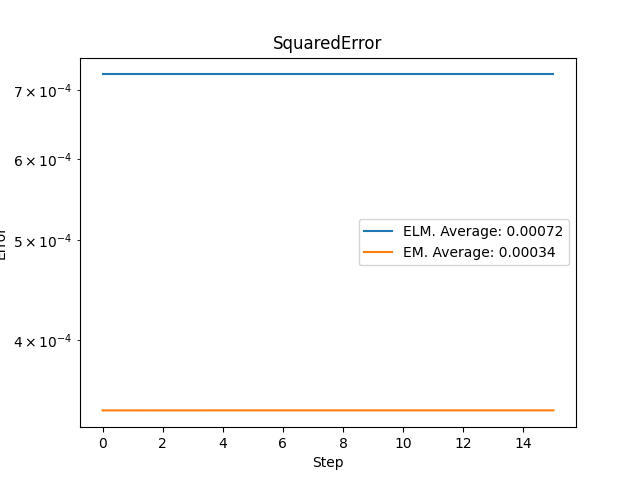 SquaredError
7 × 10⁻⁴
6 × 10⁻⁴
5 × 10⁻⁴
4 × 10⁻⁴
Error
ELM. Average: 0.00072
EM. Average: 0.00034
0 2 4 6 8 10 12 14
Step